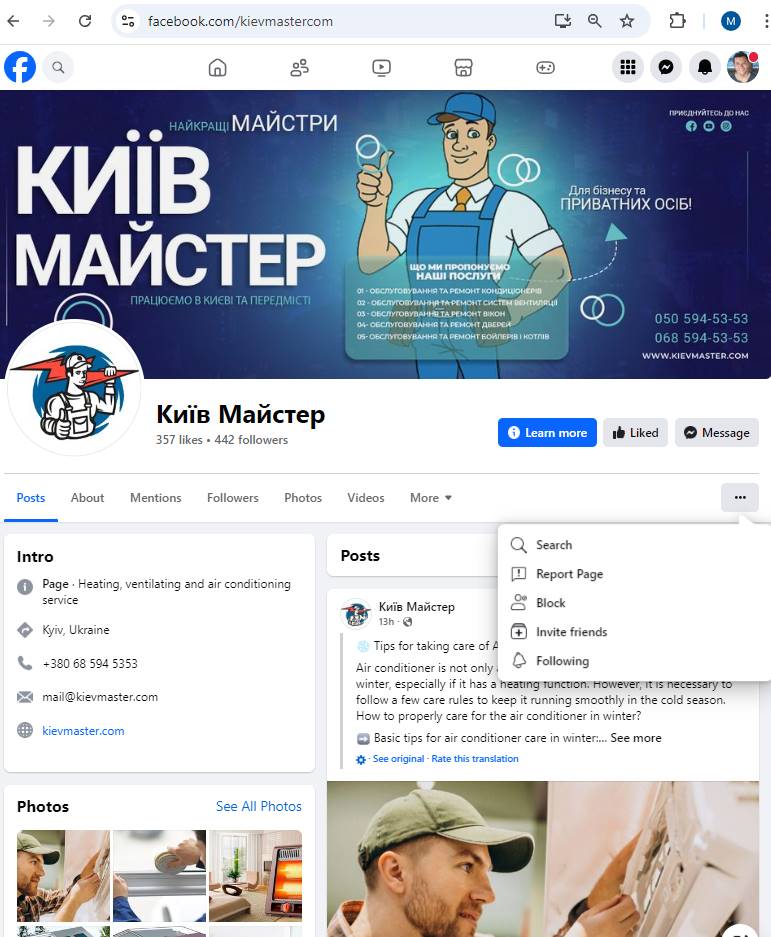 facebook.com/kievmastercom
M
НАЙКРАЩІ МАЙСТРИ
КИЇВ
МАЙСТЕР
ПРАЦЮЄМО В КИЄВІ ТА ПЕРЕДМІСТІ
ПРИЄДНУЙТЕСЬ ДО НАС
Для бізнесу та
ПРИВАТНИХ ОСІБ!
ЩО МИ ПРОПОНУЄМО
НАШІ ПОСЛУГИ
01 - ОБСЛУГОВУВАННЯ ТА РЕМОНТ КОНДИЦІОНЕРІВ
02 - ОБСЛУГОВУВАННЯ ТА РЕМОНТ СИСТЕМ ВЕНТИЛЯЦІЇ
03 - ОБСЛУГОВУВАННЯ ТА РЕМОНТ ВІКОН
04- ОБСЛУГОВУВАННЯ ТА РЕМОНТ ДВЕРЕЙ
05- ОБСЛУГОВУВАННЯ ТА РЕМОНТ БОЙЛЕРІВ І КОТЛІВ
050 594-53-53
068 594-53-53
WWW.KIEVMASTER.COM
Київ Майстер
357 likes • 442 followers
Learn more
Liked
Message
Posts
About
Mentions
Followers
Photos
Videos
More
Search
Report Page
Block
Invite friends
Following
Intro
Page · Heating, ventilating and air conditioning
service
Kyiv, Ukraine
+380 68 594 5353
mail@kievmaster.com
kievmaster.com
Photos
See All Photos
Posts
Київ Майстер
13h ·
Tips for taking care of A
Air conditioner is not only
winter, especially if it has a heating function. However, it is necessary to
follow a few care rules to keep it running smoothly in the cold season.
How to properly care for the air conditioner in winter?
Basic tips for air conditioner care in winter:... See more
· See original · Rate this translation